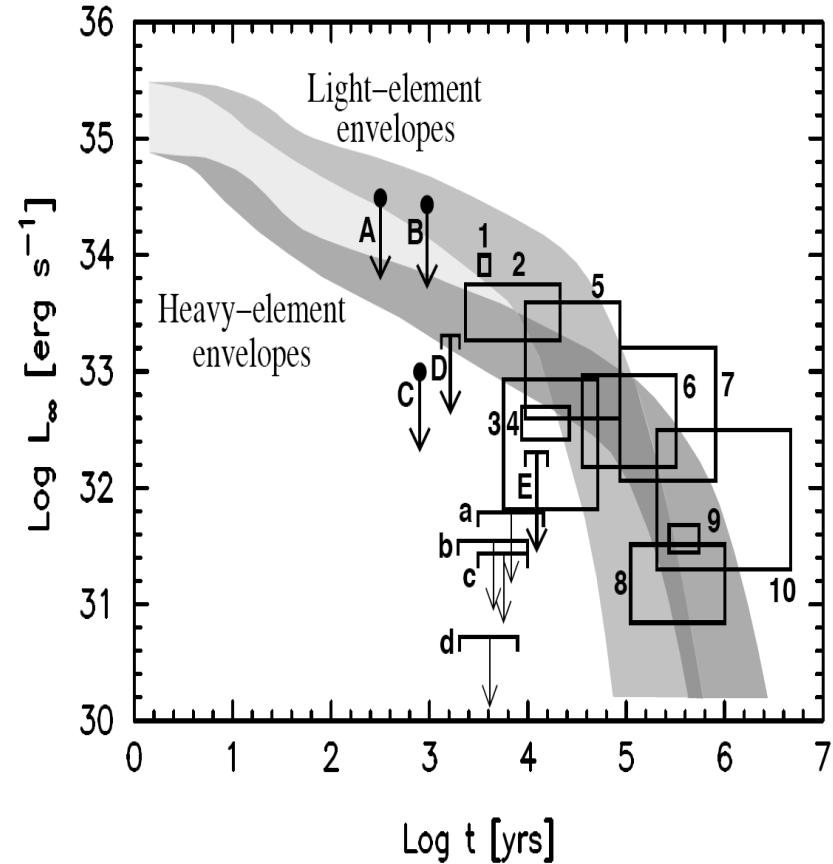 36
35
34
33
32
31
30
Log L∞ [erg s⁻¹]
Light–element
envelopes
Heavy–element
envelopes
A
B
1
2
5
C
D
3
4
6
7
E
a
b
c
d
8
9
10
0
1
2
3
4
5
6
7
Log t [yrs]